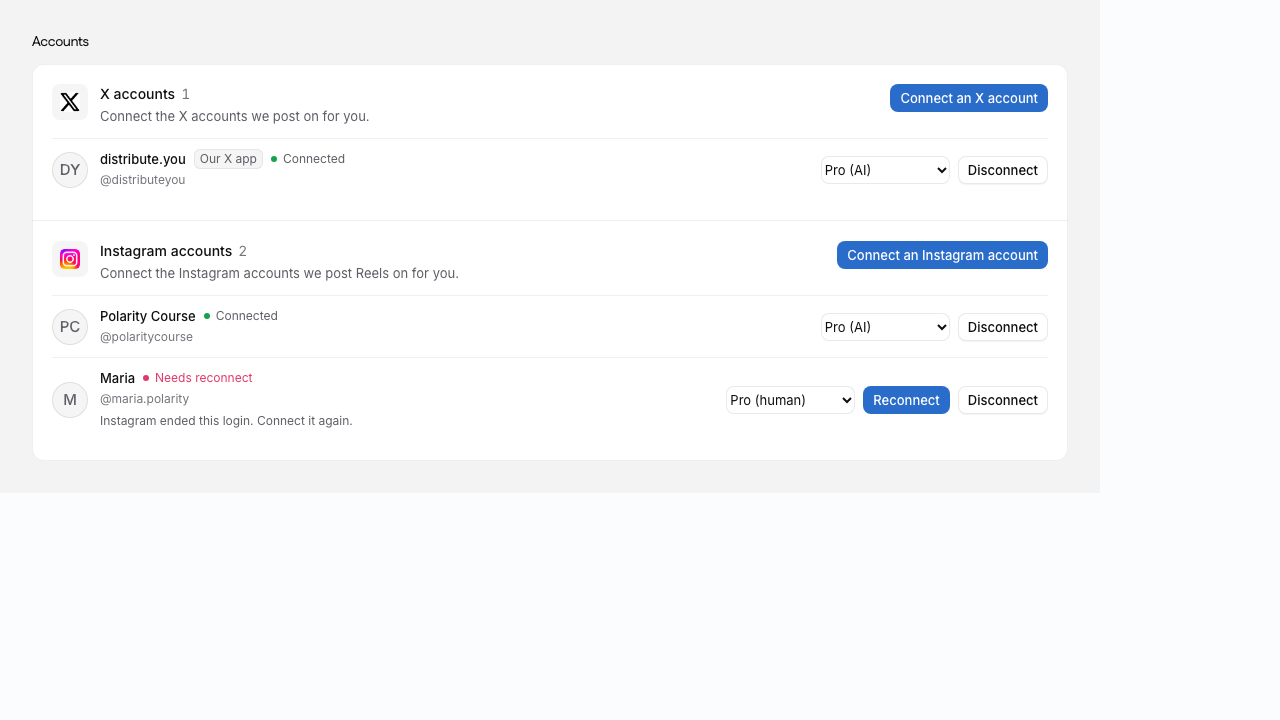 Accounts
X accounts 1
Connect an X account
Connect the X accounts we post on for you.
DY
distribute.you Our X app Connected
@distributeyou
Pro (AI) Disconnect
Instagram accounts 2
Connect an Instagram account
Connect the Instagram accounts we post Reels on for you.
PC
Polarity Course Connected
@polaritycourse
Pro (AI) Disconnect
M
Maria Needs reconnect
@maria.polarity
Instagram ended this login. Connect it again.
Pro (human) Reconnect Disconnect